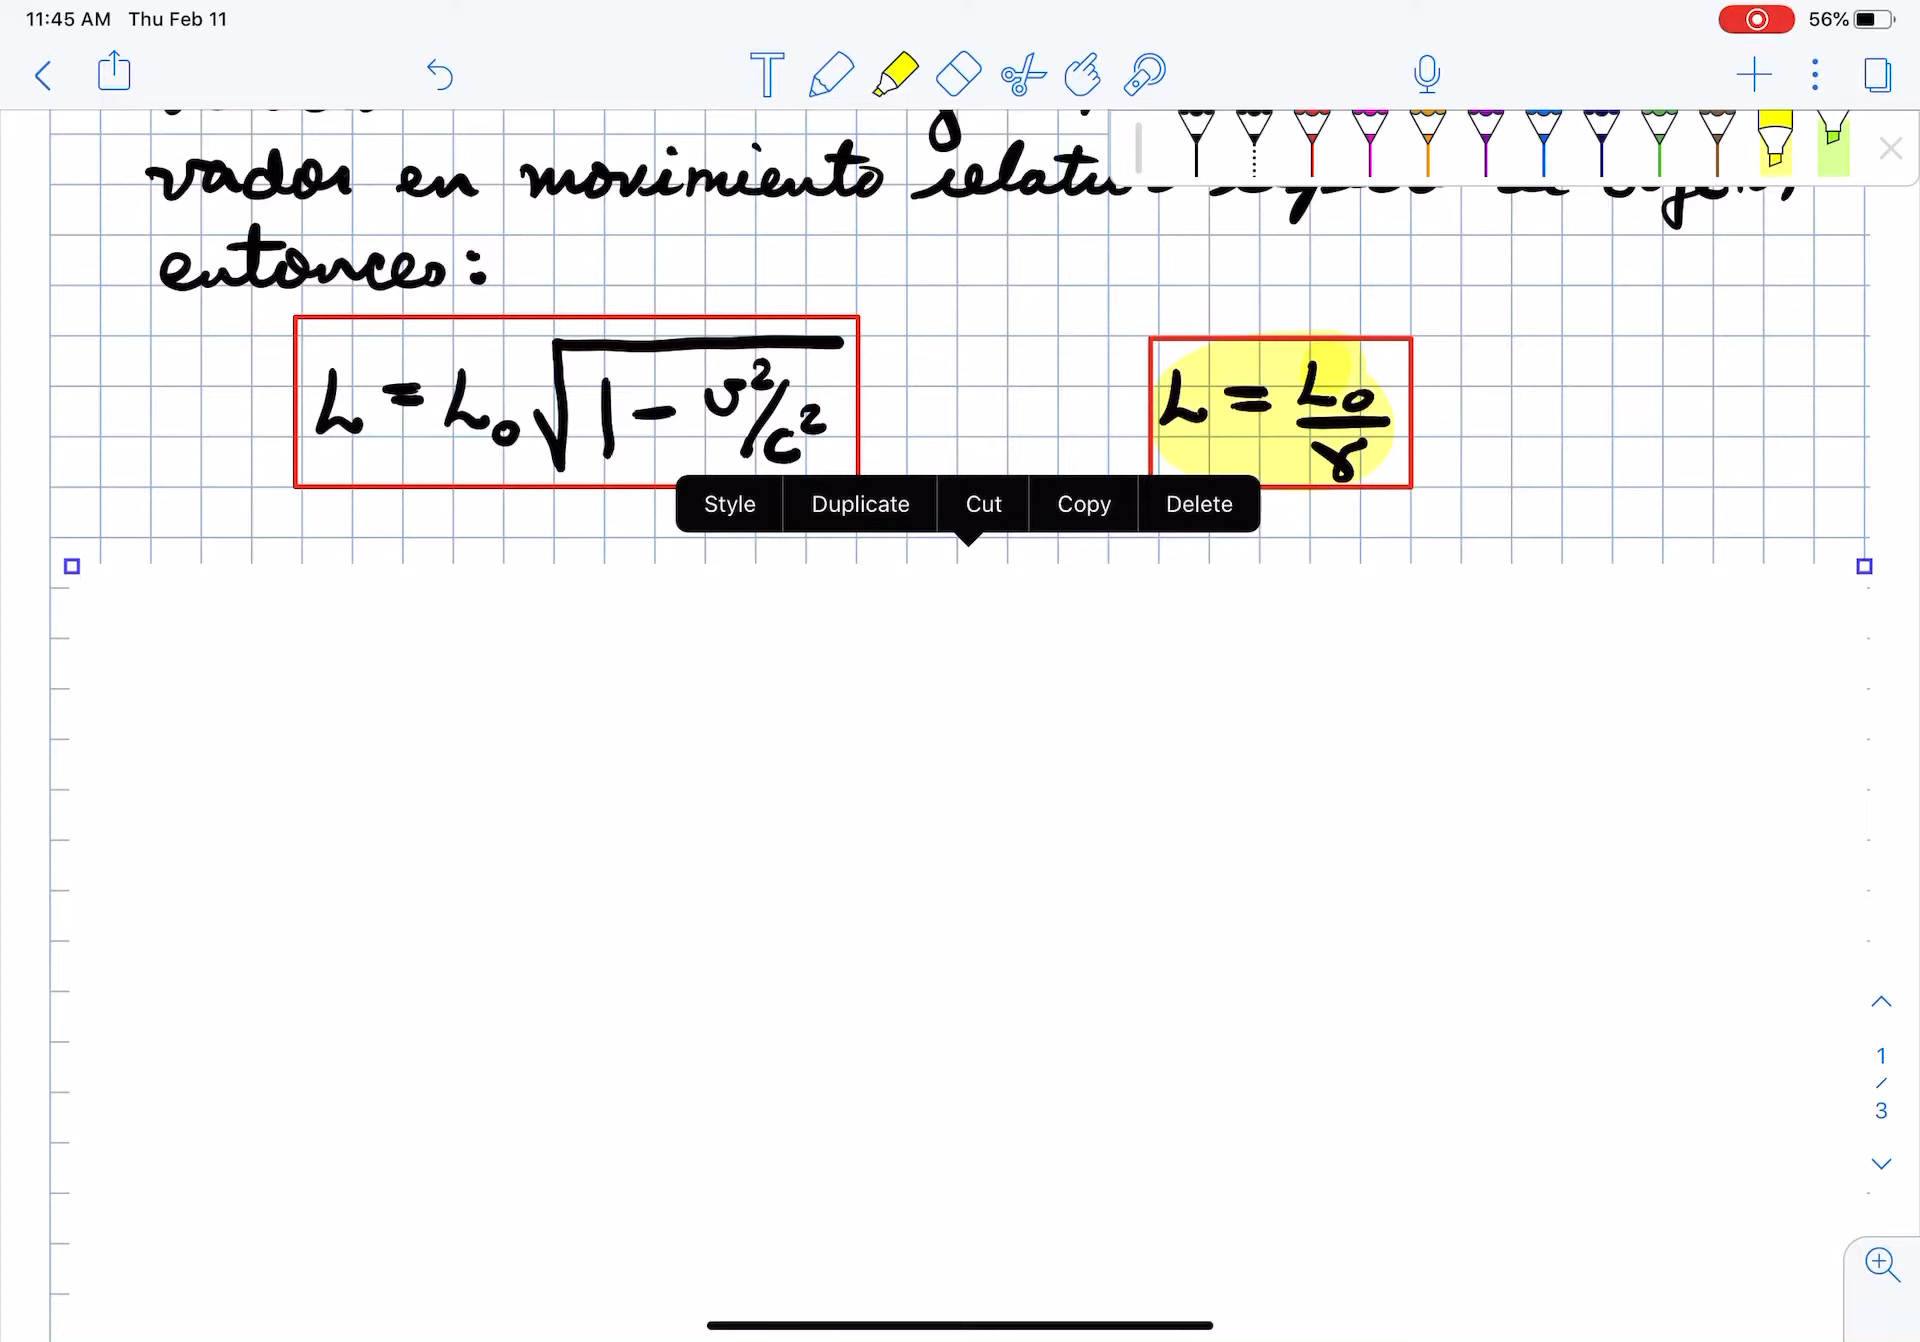 11:45 AM Thu Feb 11
56%
vador en movimiento
entonces:
L = L₀ √1 - v²/c²
L = L₀/γ
Style Duplicate Cut Copy Delete
1
/
3